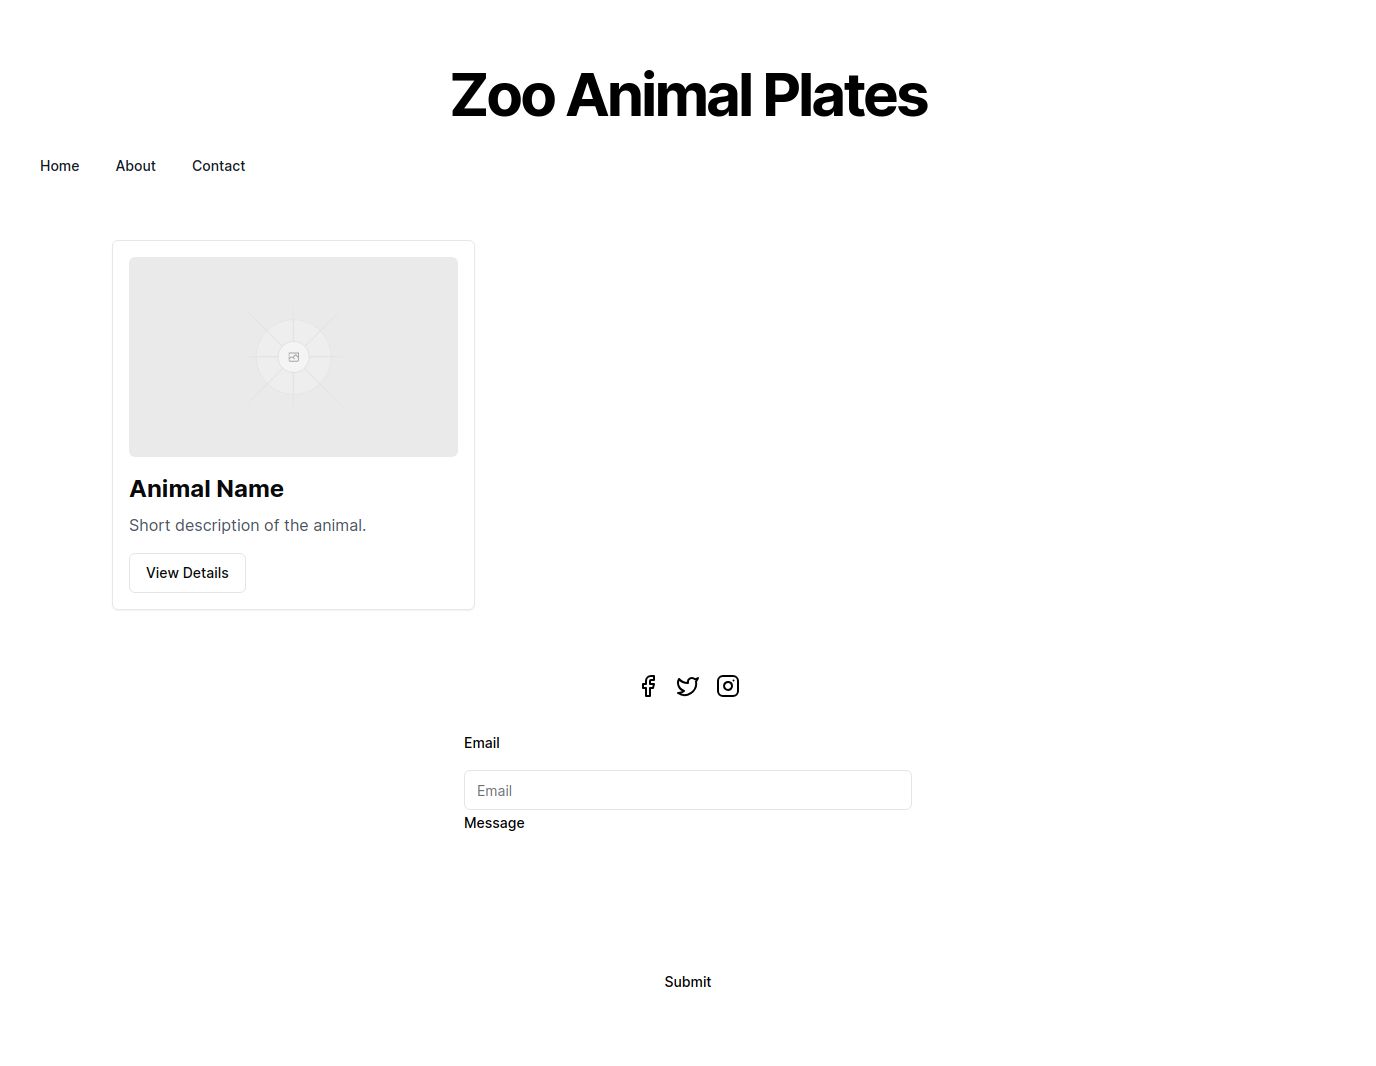 Zoo Animal Plates
Home About Contact
Animal Name
Short description of the animal.
View Details
Email
Email
Message
Submit